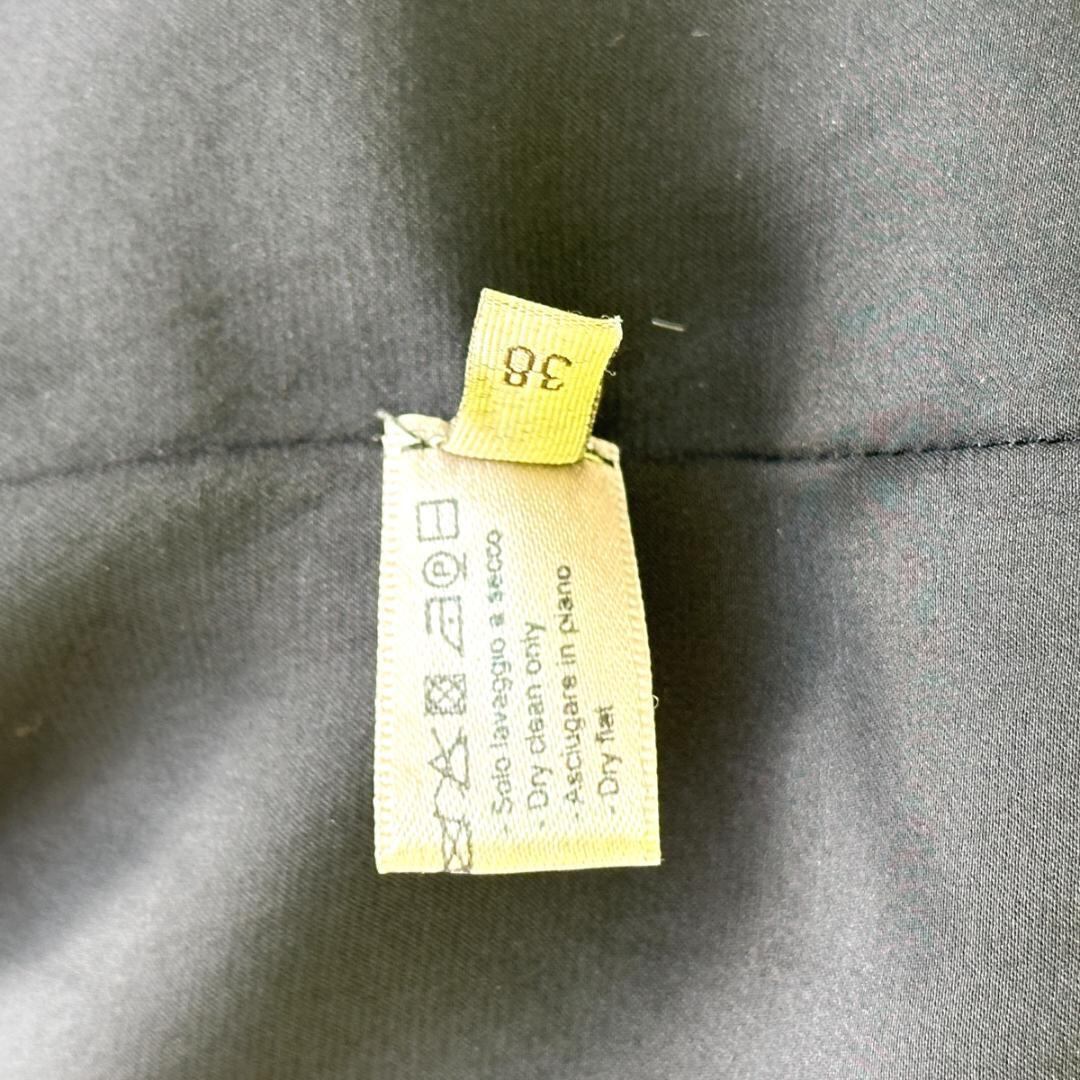 38
- Solo lavaggio a secco
- Dry clean only
- Asciugare in piano
- Dry flat
P